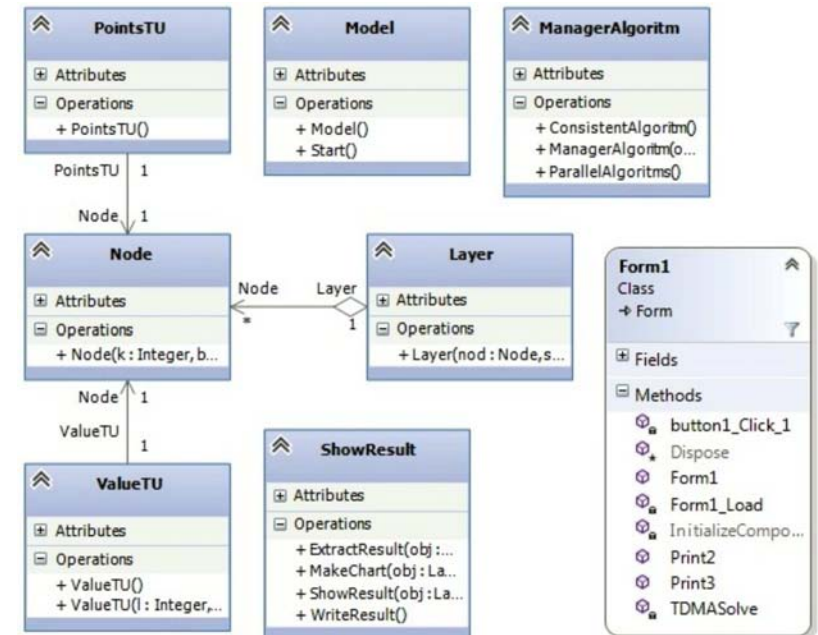 PointsTU
Attributes
Operations
+ PointsTU()
Model
Attributes
Operations
+ Model()
+ Start()
ManagerAlgoritm
Attributes
Operations
+ ConsistentAlgoritm()
+ ManagerAlgoritm(o...
+ ParallelAlgoritms()
PointsTU 1
Node 1
Node
Attributes
Operations
+ Node(k : Integer, b...
Node Layer
* 1
Layer
Attributes
Operations
+ Layer(nod : Node, s...
Node 1
ValueTU
1
ValueTU
Attributes
Operations
+ ValueTU()
+ ValueTU(l : Integer,...
ShowResult
Attributes
Operations
+ ExtractResult(obj :...
+ MakeChart(obj : La...
+ ShowResult(obj : La...
+ WriteResult()
Form1
Class
Form
Fields
Methods
button1_Click_1
Dispose
Form1
Form1_Load
InitializeCompo...
Print2
Print3
TDMASolve